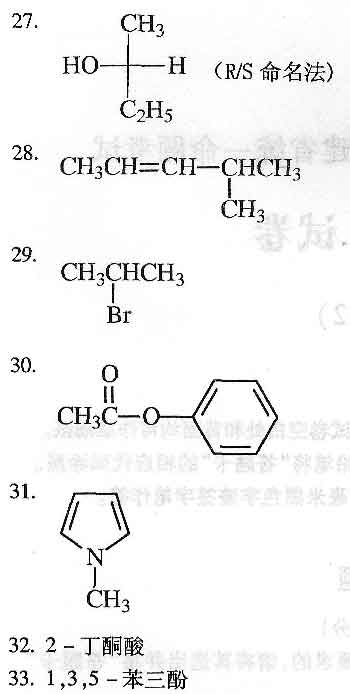 27.
CH₃
HO H (R/S 命名法)
C₂H₅
28.
CH₃CH=CH-CHCH₃
CH₃
29.
CH₃CHCH₃
Br
30.
O
CH₃C-O
31.
N
CH₃
32. 2-丁酮酸
33. 1,3,5-苯三酚